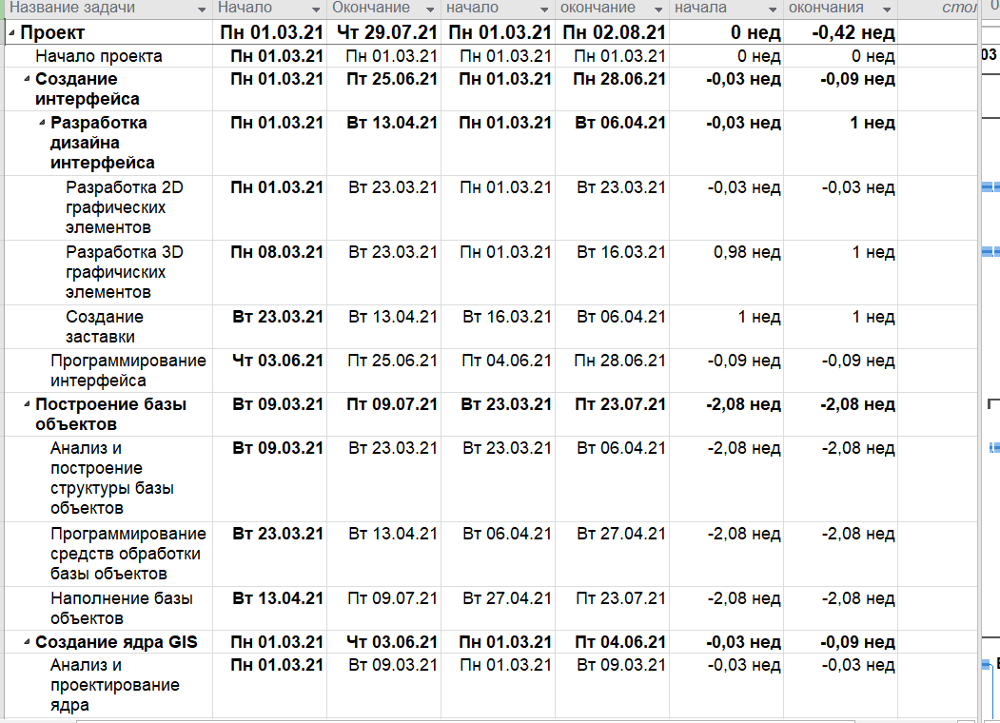 Название задачи Начало Окончание начало окончание начала окончания
Проект Пн 01.03.21 Чт 29.07.21 Пн 01.03.21 Пн 02.08.21 0 нед -0,42 нед
Начало проекта Пн 01.03.21 Пн 01.03.21 Пн 01.03.21 Пн 01.03.21 0 нед 0 нед
03
Создание Пн 01.03.21 Пт 25.06.21 Пн 01.03.21 Пн 28.06.21 -0,03 нед -0,09 нед
интерфейса
Разработка Пн 01.03.21 Вт 13.04.21 Пн 01.03.21 Вт 06.04.21 -0,03 нед 1 нед
дизайна
интерфейса
Разработка 2D Пн 01.03.21 Вт 23.03.21 Пн 01.03.21 Вт 23.03.21 -0,03 нед -0,03 нед
графических
элементов
Разработка 3D Пн 08.03.21 Вт 23.03.21 Пн 01.03.21 Вт 16.03.21 0,98 нед 1 нед
графичиских
элементов
Создание Вт 23.03.21 Вт 13.04.21 Вт 16.03.21 Вт 06.04.21 1 нед 1 нед
заставки
Программирование Чт 03.06.21 Пт 25.06.21 Пт 04.06.21 Пн 28.06.21 -0,09 нед -0,09 нед
интерфейса
Построение базы Вт 09.03.21 Пт 09.07.21 Вт 23.03.21 Пт 23.07.21 -2,08 нед -2,08 нед
объектов
Анализ и Вт 09.03.21 Вт 23.03.21 Вт 23.03.21 Вт 06.04.21 -2,08 нед -2,08 нед
построение
структуры базы
объектов
Программирование Вт 23.03.21 Вт 13.04.21 Вт 06.04.21 Вт 27.04.21 -2,08 нед -2,08 нед
средств обработки
базы объектов
Наполнение базы Вт 13.04.21 Пт 09.07.21 Вт 27.04.21 Пт 23.07.21 -2,08 нед -2,08 нед
объектов
Создание ядра GIS Пн 01.03.21 Чт 03.06.21 Пн 01.03.21 Пт 04.06.21 -0,03 нед -0,09 нед
Анализ и Пн 01.03.21 Вт 09.03.21 Пн 01.03.21 Вт 09.03.21 -0,03 нед -0,03 нед
проектирование
ядра